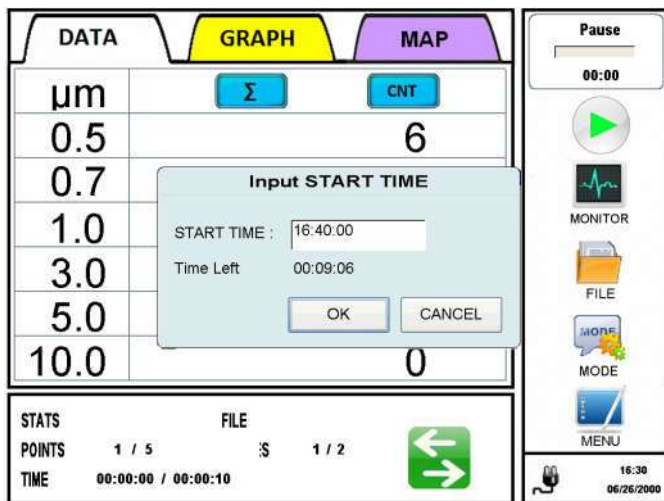 DATA GRAPH MAP
μm Σ CNT
0.5 6
0.7
1.0
3.0
5.0
10.0 0
Input START TIME
START TIME : 16:40:00
Time Left 00:09:06
OK CANCEL
STATS FILE
POINTS 1 / 5 :S 1 / 2
TIME 00:00:00 / 00:00:10
Pause
00:00
MONITOR
FILE
MODE
MODE
MENU
16:30
06/26/2000